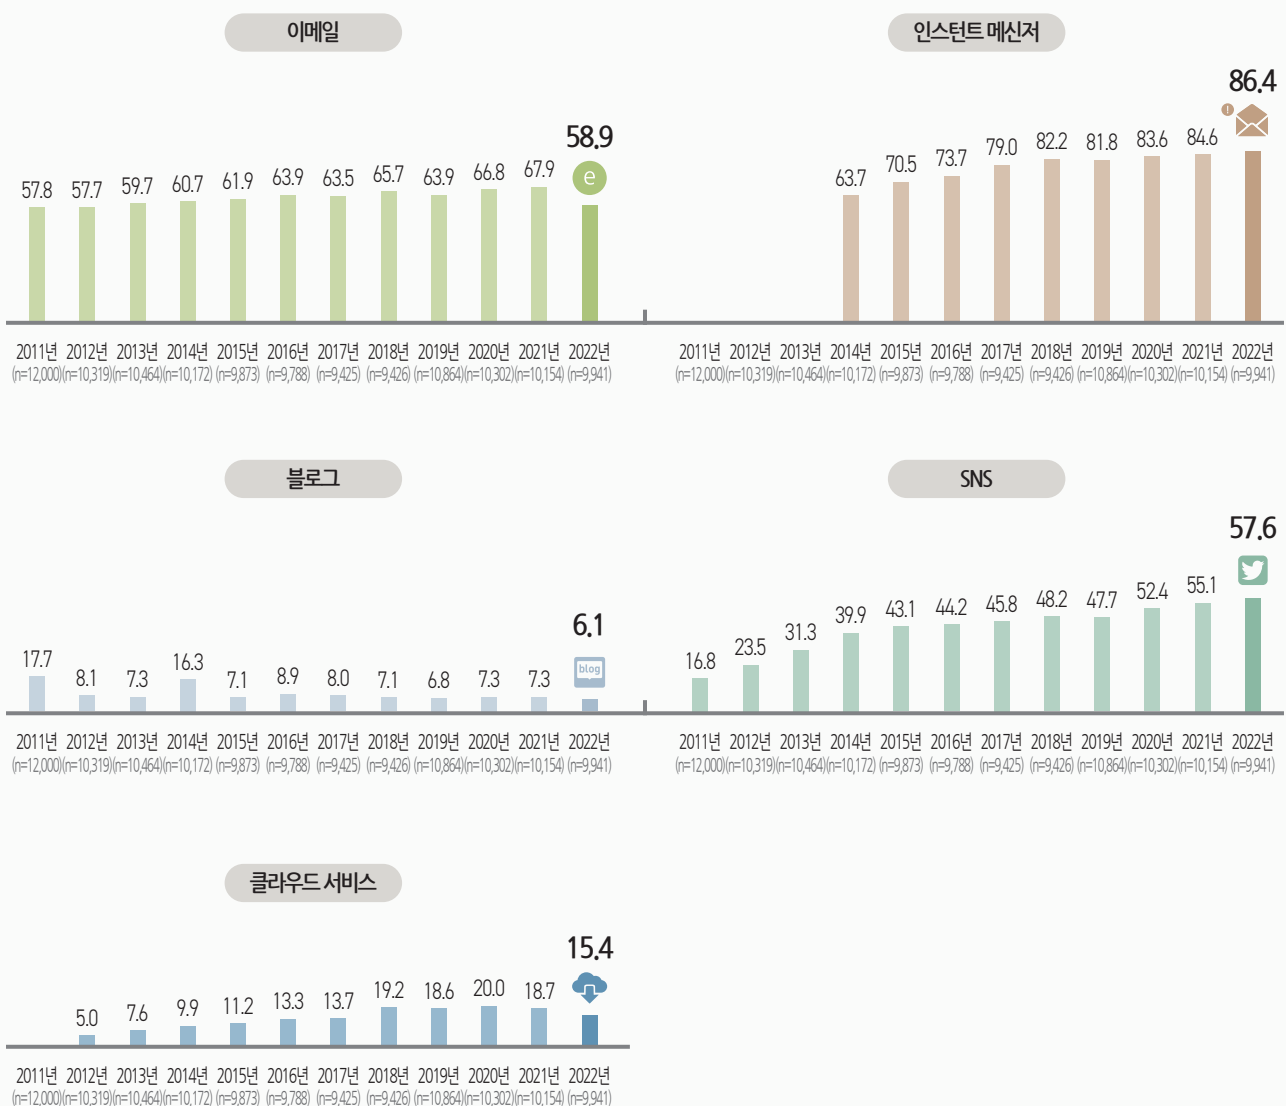 이메일
58.9
e
57.8 57.7 59.7 60.7 61.9 63.9 63.5 65.7 63.9 66.8 67.9
2011년 2012년 2013년 2014년 2015년 2016년 2017년 2018년 2019년 2020년 2021년 2022년
(n=12,000)(n=10,319)(n=10,464)(n=10,172) (n=9,873) (n=9,788) (n=9,425) (n=9,426) (n=10,864)(n=10,302)(n=10,154) (n=9,941)
인스턴트 메신저
86.4
!
63.7 70.5 73.7 79.0 82.2 81.8 83.6 84.6
2011년 2012년 2013년 2014년 2015년 2016년 2017년 2018년 2019년 2020년 2021년 2022년
(n=12,000)(n=10,319)(n=10,464)(n=10,172) (n=9,873) (n=9,788) (n=9,425) (n=9,426) (n=10,864)(n=10,302)(n=10,154) (n=9,941)
블로그
6.1
blog
17.7 8.1 7.3 16.3 7.1 8.9 8.0 7.1 6.8 7.3 7.3
2011년 2012년 2013년 2014년 2015년 2016년 2017년 2018년 2019년 2020년 2021년 2022년
(n=12,000)(n=10,319)(n=10,464)(n=10,172) (n=9,873) (n=9,788) (n=9,425) (n=9,426) (n=10,864)(n=10,302)(n=10,154) (n=9,941)
SNS
57.6
16.8 23.5 31.3 39.9 43.1 44.2 45.8 48.2 47.7 52.4 55.1
2011년 2012년 2013년 2014년 2015년 2016년 2017년 2018년 2019년 2020년 2021년 2022년
(n=12,000)(n=10,319)(n=10,464)(n=10,172) (n=9,873) (n=9,788) (n=9,425) (n=9,426) (n=10,864)(n=10,302)(n=10,154) (n=9,941)
클라우드 서비스
15.4
5.0 7.6 9.9 11.2 13.3 13.7 19.2 18.6 20.0 18.7
2011년 2012년 2013년 2014년 2015년 2016년 2017년 2018년 2019년 2020년 2021년 2022년
(n=12,000)(n=10,319)(n=10,464)(n=10,172) (n=9,873) (n=9,788) (n=9,425) (n=9,426) (n=10,864)(n=10,302)(n=10,154) (n=9,941)